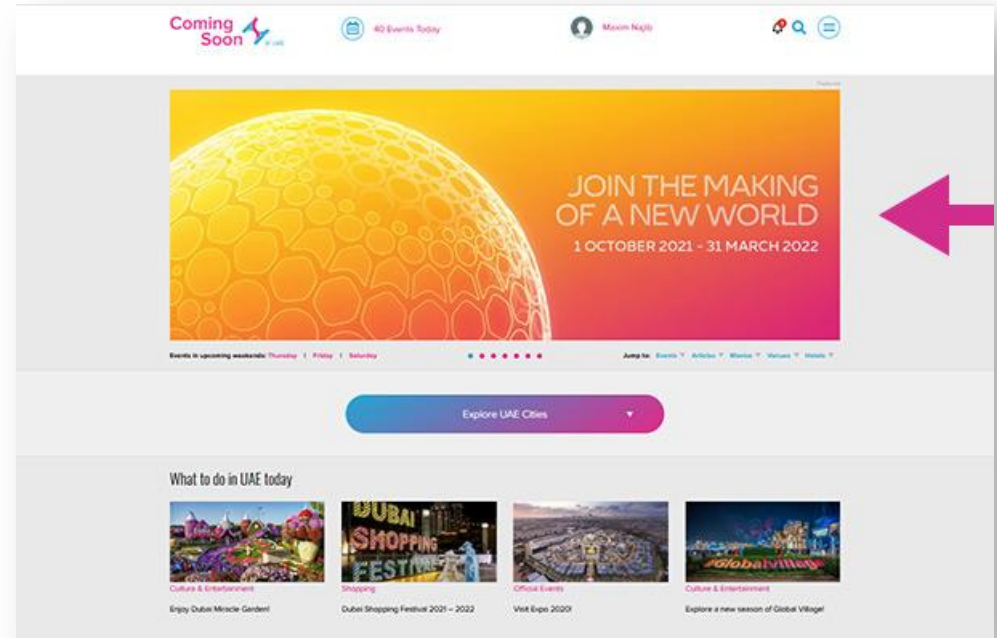 Coming
Soon
in UAE
40 Events Today
Maxim Najib
Featured
JOIN THE MAKING
OF A NEW WORLD
1 OCTOBER 2021 - 31 MARCH 2022
Events in upcoming weekends: Thursday | Friday | Saturday
Jump to: Events Articles Movies Venues Hotels
Explore UAE Cities
What to do in UAE today
DUBAI
SHOPPING
FESTIVAL
#Globalvillage
Culture & Entertainment
Shopping
Official Events
Culture & Entertainment
Enjoy Dubai Miracle Garden!
Dubai Shopping Festival 2021 – 2022
Visit Expo 2020!
Explore a new season of Global Village!